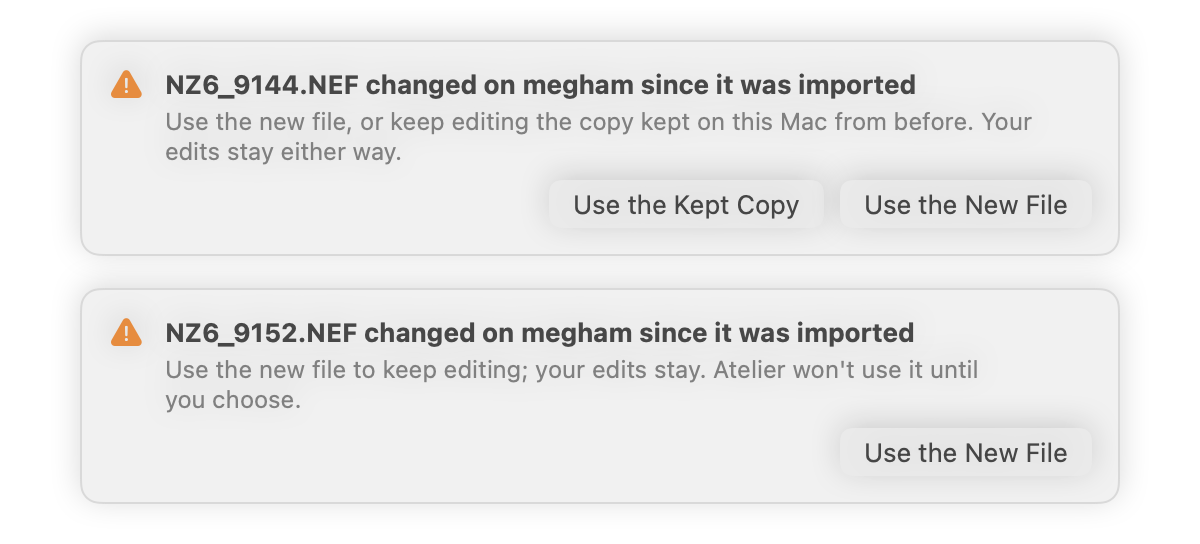 NZ6_9144.NEF changed on megham since it was imported
Use the new file, or keep editing the copy kept on this Mac from before. Your
edits stay either way.
Use the Kept Copy
Use the New File
NZ6_9152.NEF changed on megham since it was imported
Use the new file to keep editing; your edits stay. Atelier won't use it until
you choose.
Use the New File